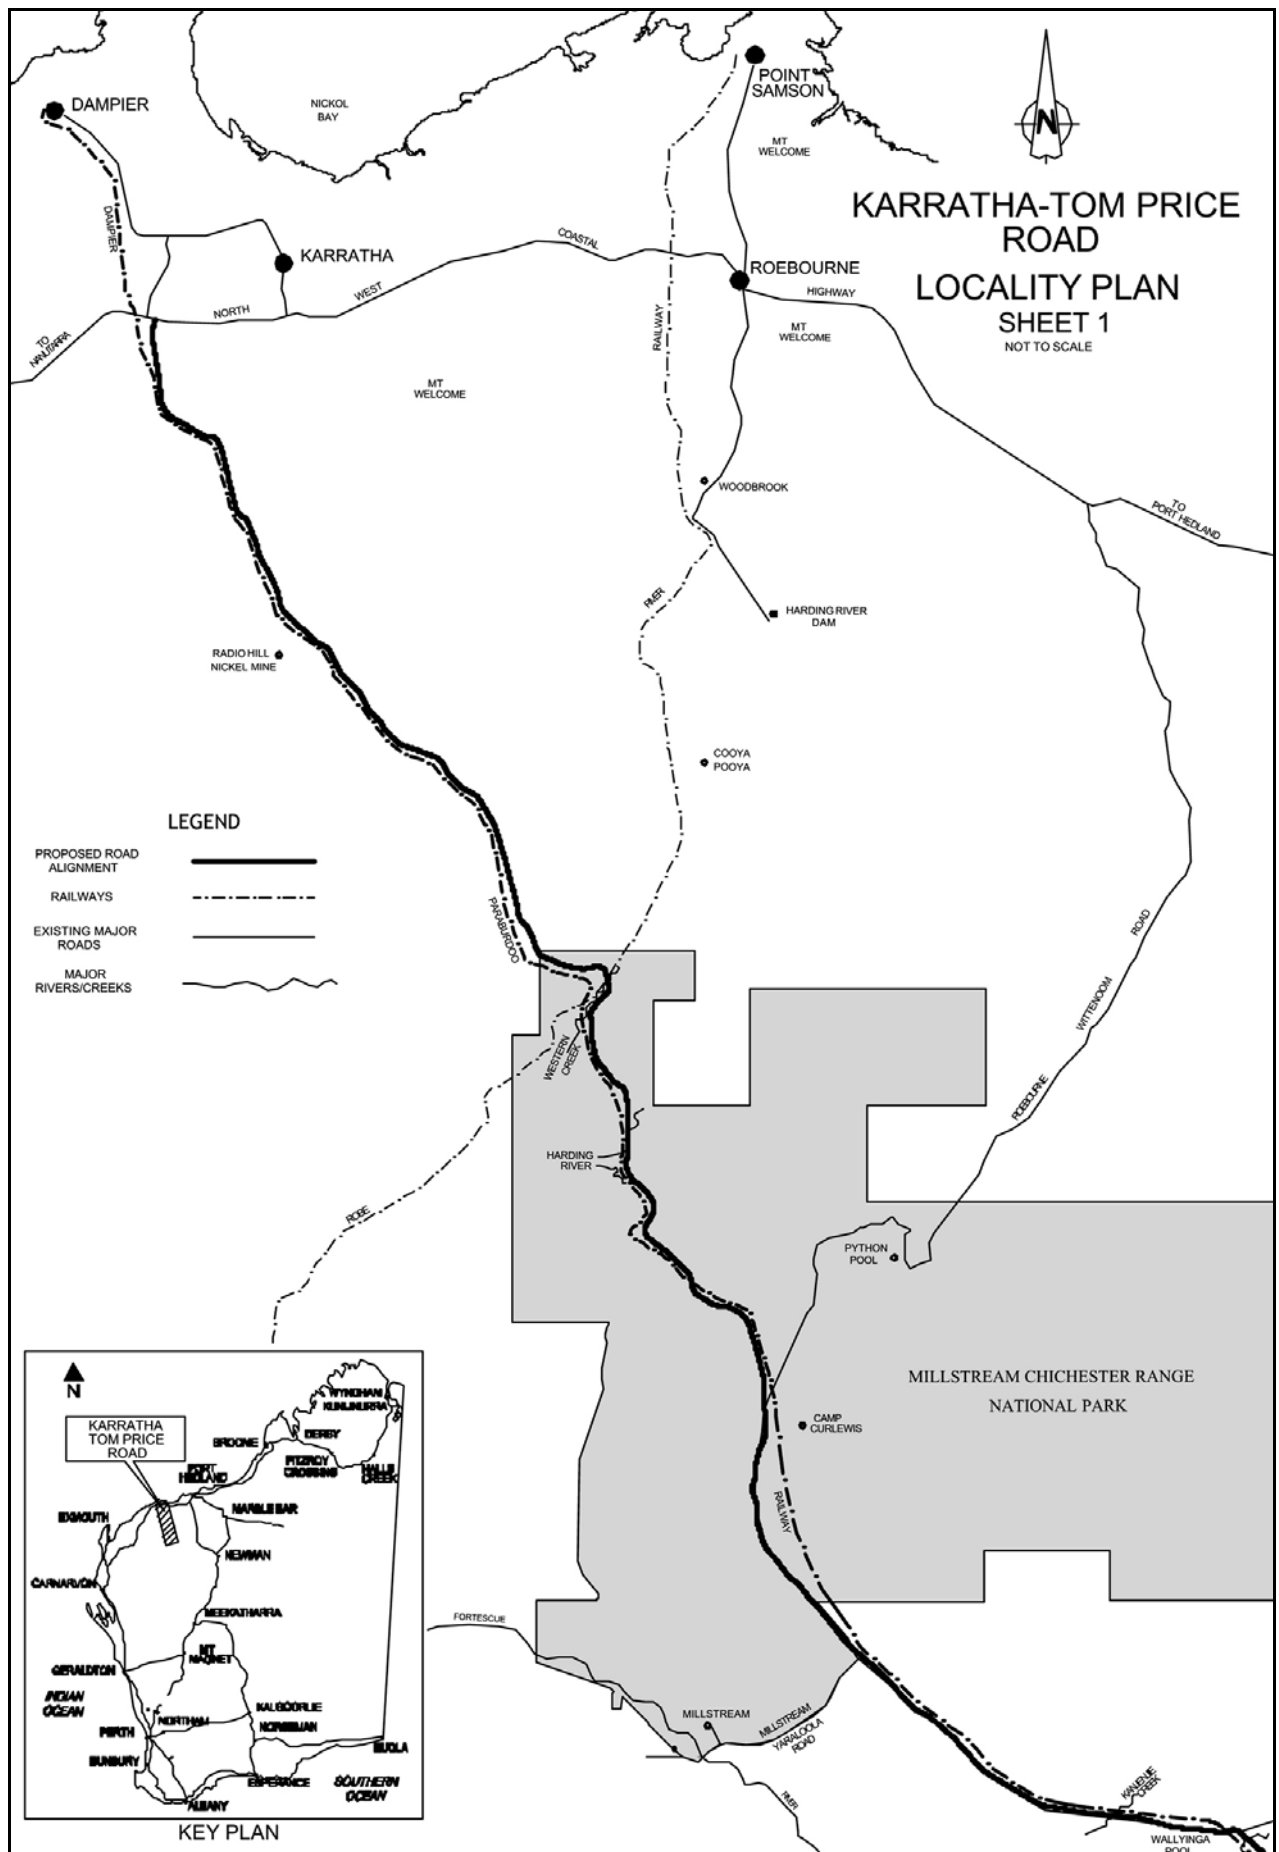 DAMPIER
NICKOL
BAY
POINT
SAMSON
MT
WELCOME
N
KARRATHA-TOM PRICE
ROAD
LOCALITY PLAN
SHEET 1
NOT TO SCALE
DAMPIER
KARRATHA
COASTAL
WEST
NORTH
ROEBOURNE
HIGHWAY
MT
WELCOME
RAILWAY
TO
NANUTARRA
MT
WELCOME
WOODBROOK
TO
PORT HEDLAND
RIVER
HARDING RIVER
DAM
RADIO HILL
NICKEL MINE
COOYA
POOYA
LEGEND
PROPOSED ROAD
ALIGNMENT
RAILWAYS
EXISTING MAJOR
ROADS
MAJOR
RIVERS/CREEKS
PARABURDOO
ROAD
WITTENOOM
ROEBOURNE
WESTERN
CREEK
HARDING
RIVER
ROBE
PYTHON
POOL
MILLSTREAM CHICHESTER RANGE
NATIONAL PARK
CAMP
CURLEWIS
RAILWAY
FORTESCUE
MILLSTREAM
MILLSTREAM
YARALOOLA
ROAD
RIVER
KANJENJIE
CREEK
WALLYINGA
POOL
N
KARRATHA
TOM PRICE
ROAD
WYNDHAM
KUNUNURRA
DERBY
BROOME
FITZROY
CROSSING
HALLS
CREEK
PORT
HEDLAND
MARBLE BAR
EXMOUTH
NEWMAN
CARNARVON
MEEKATHARRA
MT
MAGNET
GERALDTON
INDIAN
OCEAN
KALGOORLIE
NORTHAM
NORSEMAN
PERTH
EUCLA
BUNBURY
ESPERANCE
SOUTHERN
OCEAN
ALBANY
KEY PLAN